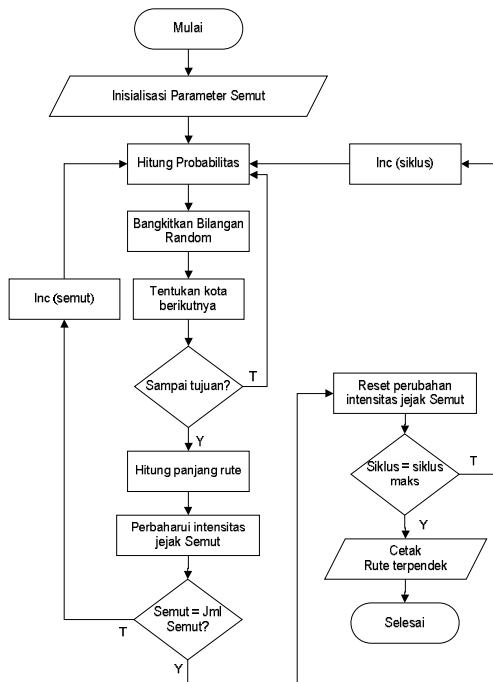 Mulai
Inisialisasi Parameter Semut
Hitung Probabilitas
Inc (siklus)
Bangkitkan Bilangan
Random
Inc (semut)
Tentukan kota
berikutnya
Sampai tujuan?
T
Y
Hitung panjang rute
Perbaharui intensitas
jejak Semut
Semut = Jml
Semut?
T
Y
Reset perubahan
intensitas jejak Semut
Siklus = siklus
maks
T
Y
Cetak
Rute terpendek
Selesai